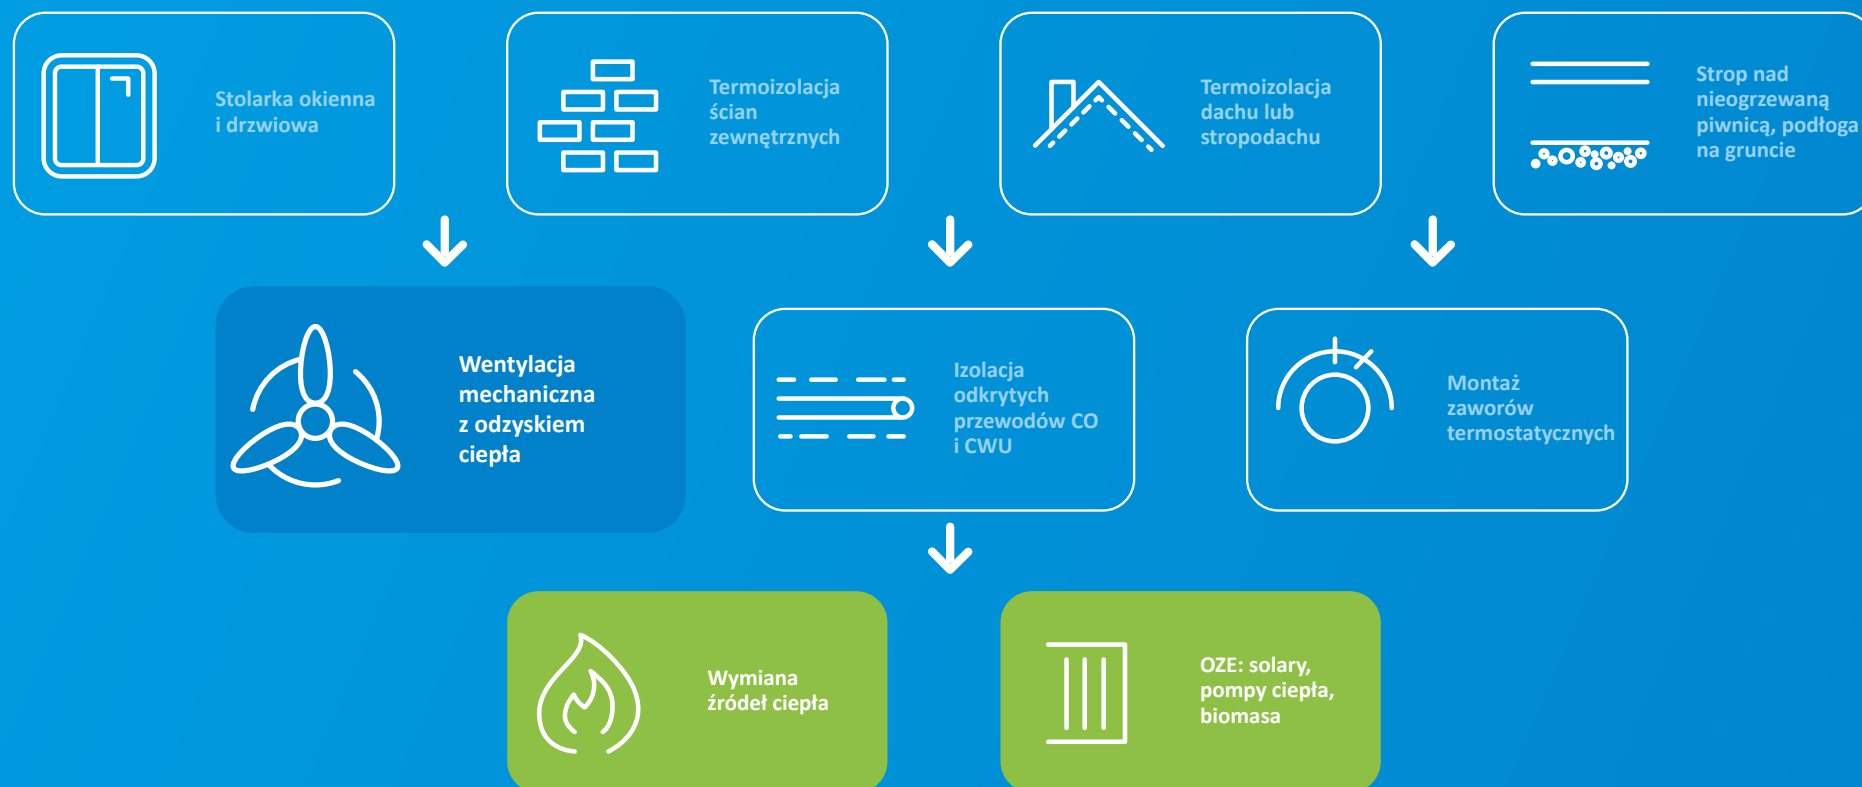 Stolarka okienna
i drzwiowa
Termoizolacja
ścian
zewnętrznych
Termoizolacja
dachu lub
stropodachu
Strop nad
nieogrzewaną
piwnicą, podłoga
na gruncie
Wentylacja
mechaniczna
z odzyskiem
ciepła
Izolacja
odkrytych
przewodów CO
i CWU
Montaż
zaworów
termostatycznych
Wymiana
źródeł ciepła
OZE: solary,
pompy ciepła,
biomasa